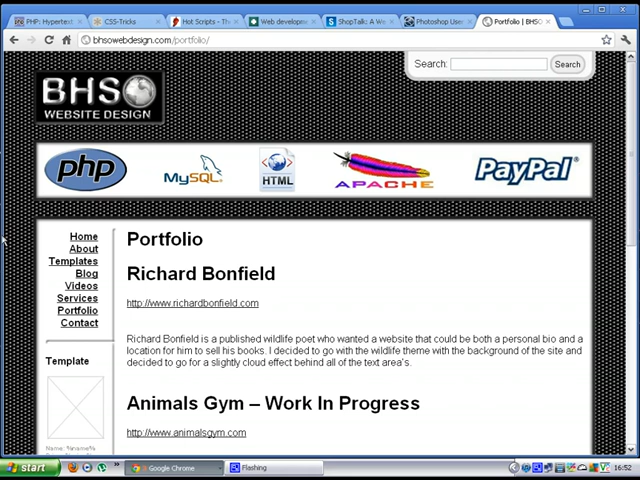 PHP: Hypertext
CSS-Tricks
Hot Scripts - The
Web developme
ShopTalk: A We
Photoshop User
Portfolio | BHSO
bhsowebdesign.com/portfolio/
Search:
Search
BHSO
WEBSITE DESIGN
php
MySQL
HTML
APACHE
PayPal
Home
About
Templates
Blog
Videos
Services
Portfolio
Contact
Template
Name: %name%
Portfolio
Richard Bonfield
http://www.richardbonfield.com
Richard Bonfield is a published wildlife poet who wanted a website that could be both a personal bio and a
location for him to sell his books. I decided to go with the wildlife theme with the background of the site and
decided to go for a slightly cloud effect behind all of the text area's.
Animals Gym – Work In Progress
http://www.animalsgym.com
start
Google Chrome
Flashing
16:52